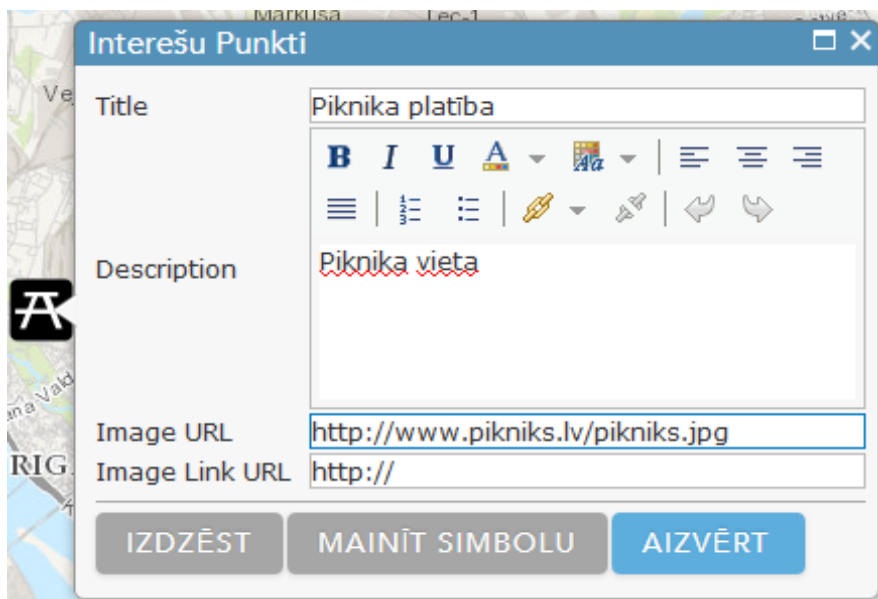 Interešu Punkti
Title
Piknika platība
B I U
Description
Piknika vieta
Image URL
http://www.pikniks.lv/pikniks.jpg
Image Link URL
http://
IZDZĒST
MAINĪT SIMBOLU
AIZVĒRT
RIG